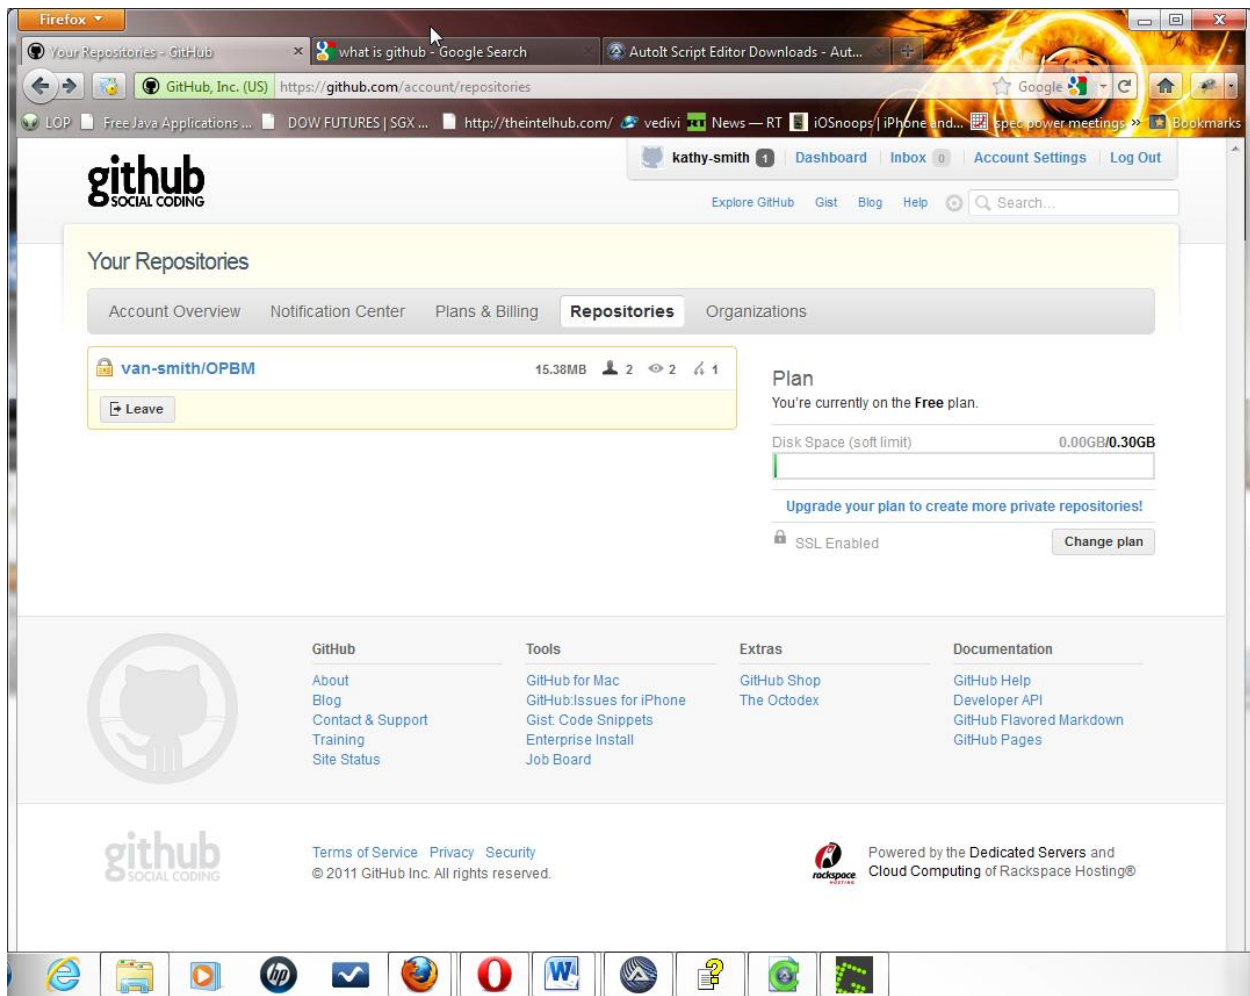 Firefox
Your Repositories - GitHub
what is github - Google Search
AutoIt Script Editor Downloads - Aut...
GitHub, Inc. (US)
https://github.com/account/repositories
Google
LOP
Free Java Applications ...
DOW FUTURES | SGX ...
http://theintelhub.com/
vedivi
News — RT
iOSnoops | iPhone and...
spec power meetings
»
Bookmarks
github
SOCIAL CODING
kathy-smith 1 Dashboard Inbox 0 Account Settings Log Out
Explore GitHub Gist Blog Help Search...
Your Repositories
Account Overview Notification Center Plans & Billing Repositories Organizations
van-smith/OPBM 15.38MB 2 2 1
Leave
Plan
You're currently on the Free plan.
Disk Space (soft limit) 0.00GB/0.30GB
Upgrade your plan to create more private repositories!
SSL Enabled Change plan
GitHub
About
Blog
Contact & Support
Training
Site Status
Tools
GitHub for Mac
GitHub:Issues for iPhone
Gist: Code Snippets
Enterprise Install
Job Board
Extras
GitHub Shop
The Octodex
Documentation
GitHub Help
Developer API
GitHub Flavored Markdown
GitHub Pages
github
SOCIAL CODING
Terms of Service Privacy Security
© 2011 GitHub Inc. All rights reserved.
rackspace
HOSTING
Powered by the Dedicated Servers and
Cloud Computing of Rackspace Hosting®
hp
W